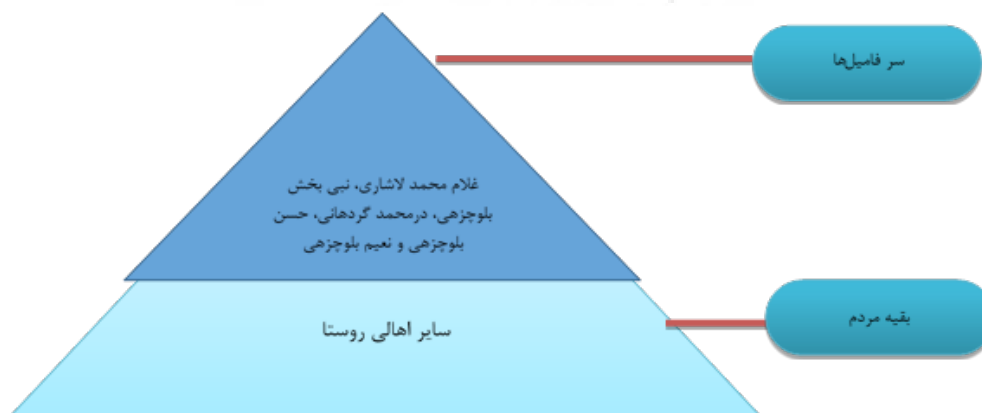 سر فامیل‌ها
غلام محمد لاشاری، نبی بخش
بلوچزهی، درمحمد گردهانی، حسن
بلوچزهی و نعیم بلوچزهی
سایر اهالی روستا
بقیه مردم